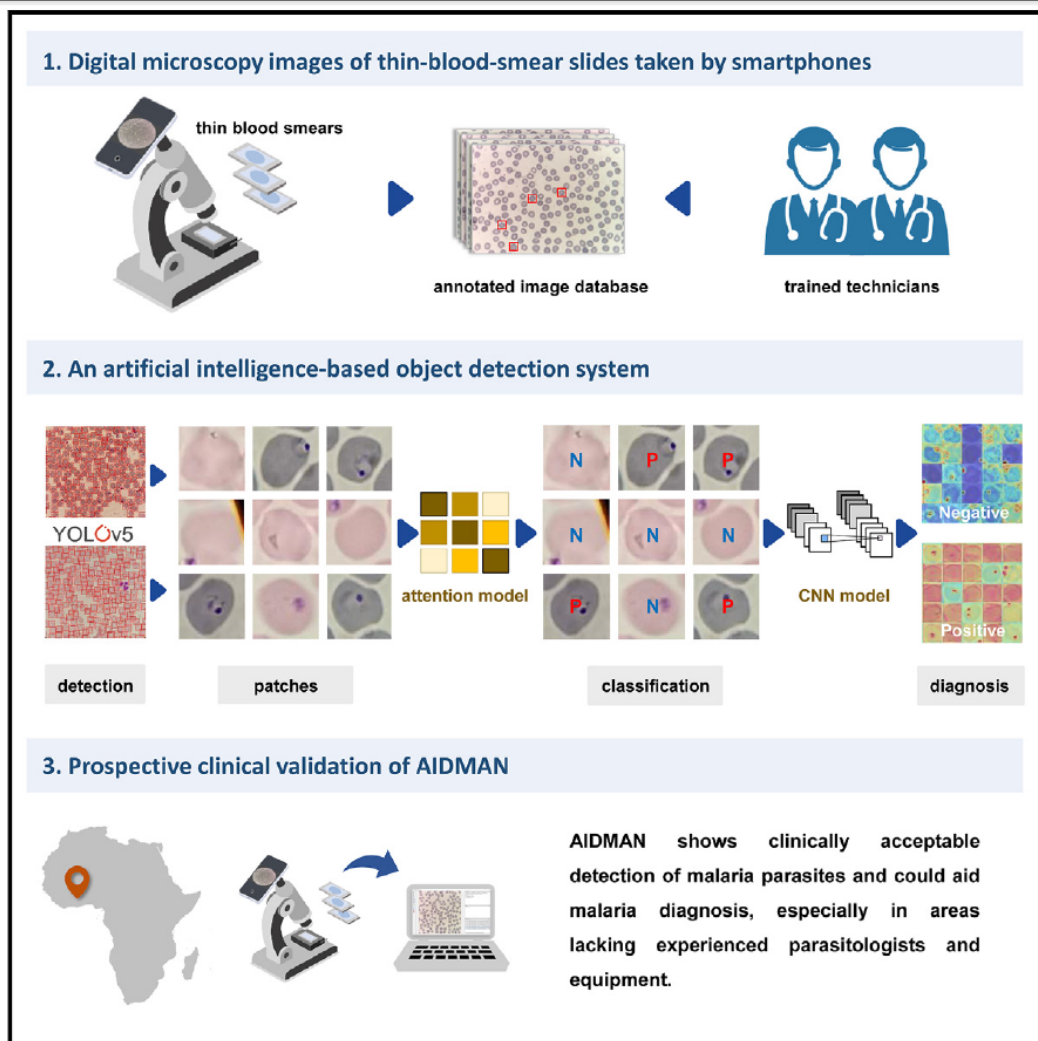 1. Digital microscopy images of thin-blood-smear slides taken by smartphones
thin blood smears
annotated image database
trained technicians
2. An artificial intelligence-based object detection system
YOLOv5
N P P
N N N
P N P
attention model
CNN model
Negative
Positive
detection
patches
classification
diagnosis
3. Prospective clinical validation of AIDMAN
AIDMAN shows clinically acceptable
detection of malaria parasites and could aid
malaria diagnosis, especially in areas
lacking experienced parasitologists and
equipment.